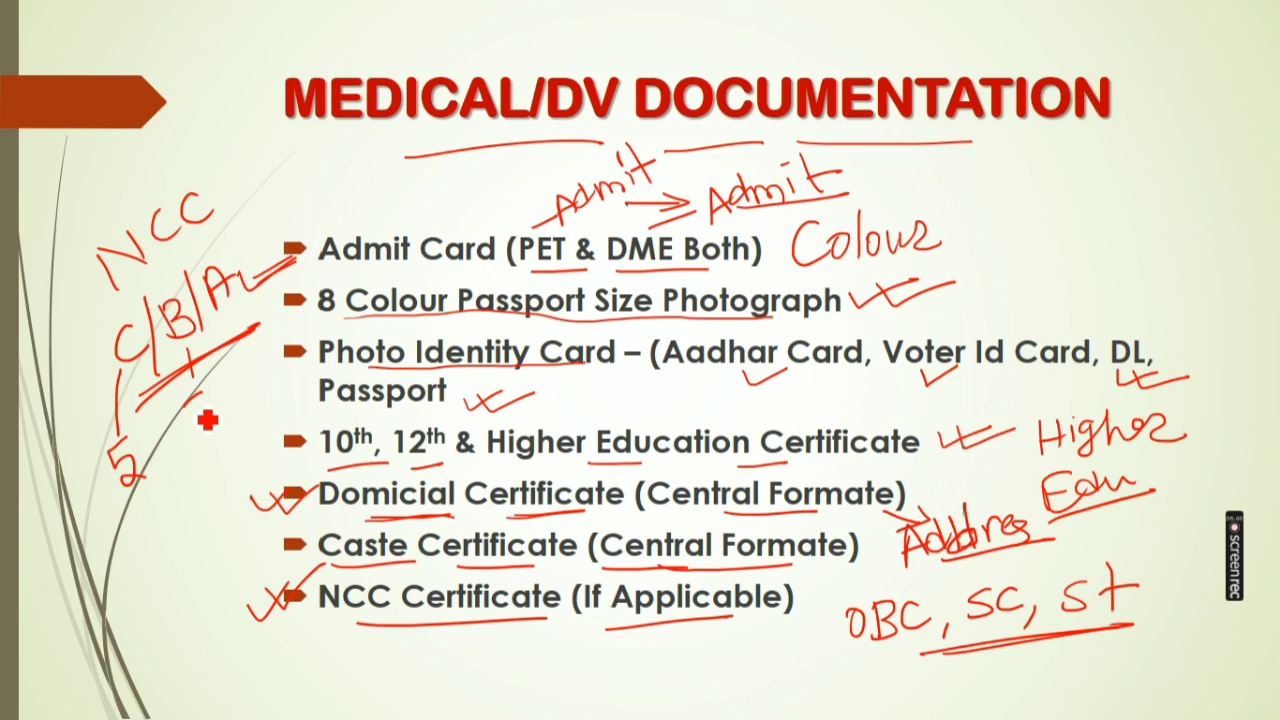 MEDICAL/DV DOCUMENTATION
Admit → Admit
NCC
Admit Card (PET & DME Both) Colour
C/B/A
8 Colour Passport Size Photograph
Photo Identity Card – (Aadhar Card, Voter Id Card, DL,
Passport
10th, 12th & Higher Education Certificate Higher
5
Edu
Domicial Certificate (Central Formate)
Address
Caste Certificate (Central Formate)
NCC Certificate (If Applicable)
OBC, SC, St
screenrec